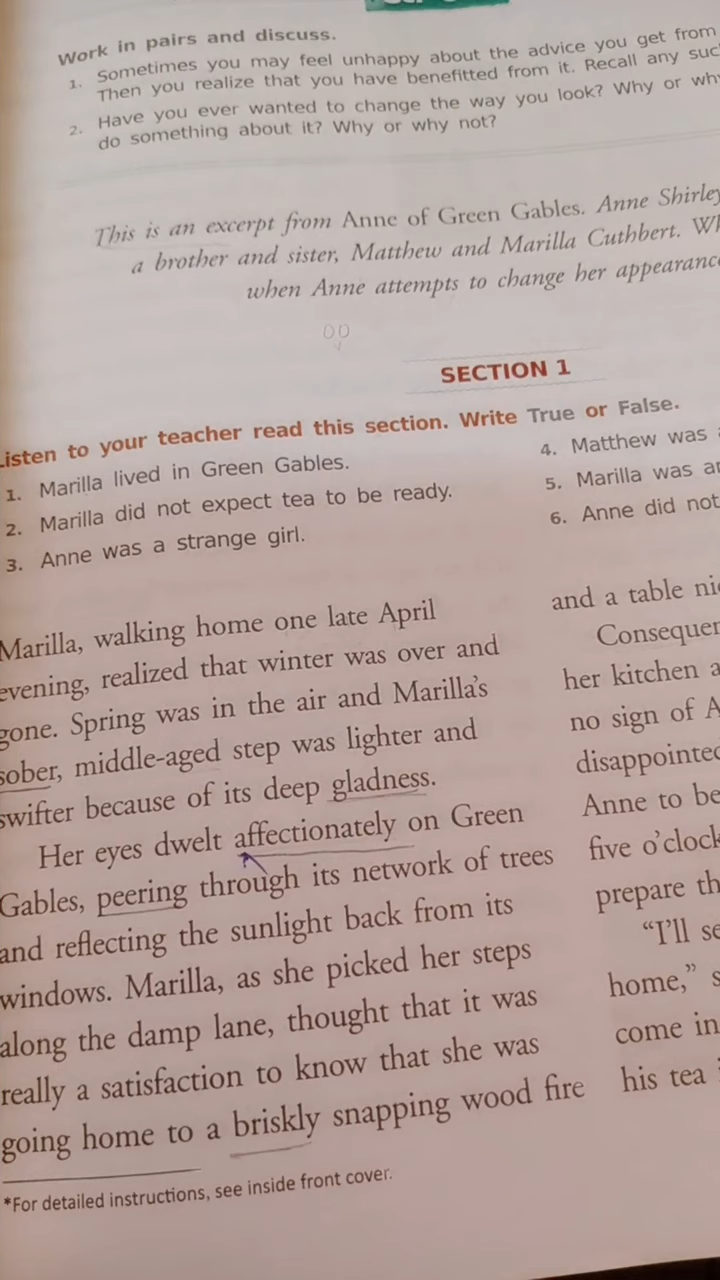 Work in pairs and discuss.
1. Sometimes you may feel unhappy about the advice you get from
Then you realize that you have benefitted from it. Recall any
2. Have you ever wanted to change the way you look? Why or
do something about it? Why or why not?
This is an excerpt from Anne of Green Gables. Anne Shirley
a brother and sister, Matthew and Marilla Cuthbert.
when Anne attempts to change her
SECTION 1
Listen to your teacher read this section. Write True or False.
1. Marilla lived in Green Gables.
2. Marilla did not expect tea to be ready.
3. Anne was a strange girl.
4. Matthew was
5. Marilla was
6. Anne did not
Marilla, walking home one late April
evening, realized that winter was over and
gone. Spring was in the air and Marilla's
sober, middle-aged step was lighter and
swifter because of its deep gladness.
Her eyes dwelt affectionately on Green
Gables, peering through its network of trees
and reflecting the sunlight back from its
windows. Marilla, as she picked her steps
along the damp lane, thought that it was
really a satisfaction to know that she was
going home to a briskly snapping wood fire
*For detailed instructions, see inside front cover.
and a table
her kitchen
no sign of
Anne to be
five o'clock
prepare
"I'll
home,"
come in
his tea